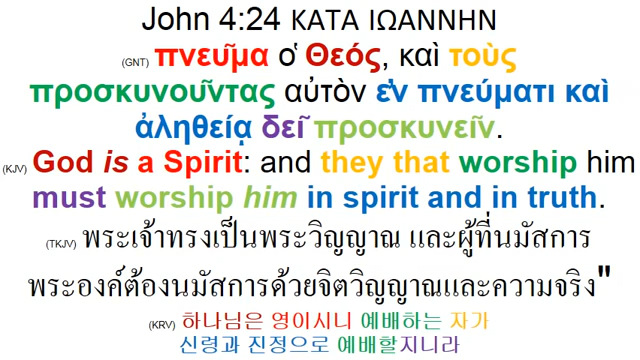 John 4:24 ΚΑΤΑ ΙΩΑΝΝΗΝ
(GNT) πνεῦμα ὁ Θεός, καὶ τοὺς
προσκυνοῦντας αὐτὸν ἐν πνεύματι καὶ
ἀληθείᾳ δεῖ προσκυνεῖν.
(KJV) God is a Spirit: and they that worship him
must worship him in spirit and in truth.
(TKJV) พระเจ้าทรงเป็นพระวิญญาณ และผู้ที่นมัสการ
พระองค์ต้องนมัสการด้วยจิตวิญญาณและความจริง"
(KRV) 하나님은 영이시니 예배하는 자가
신령과 진정으로 예배할지니라